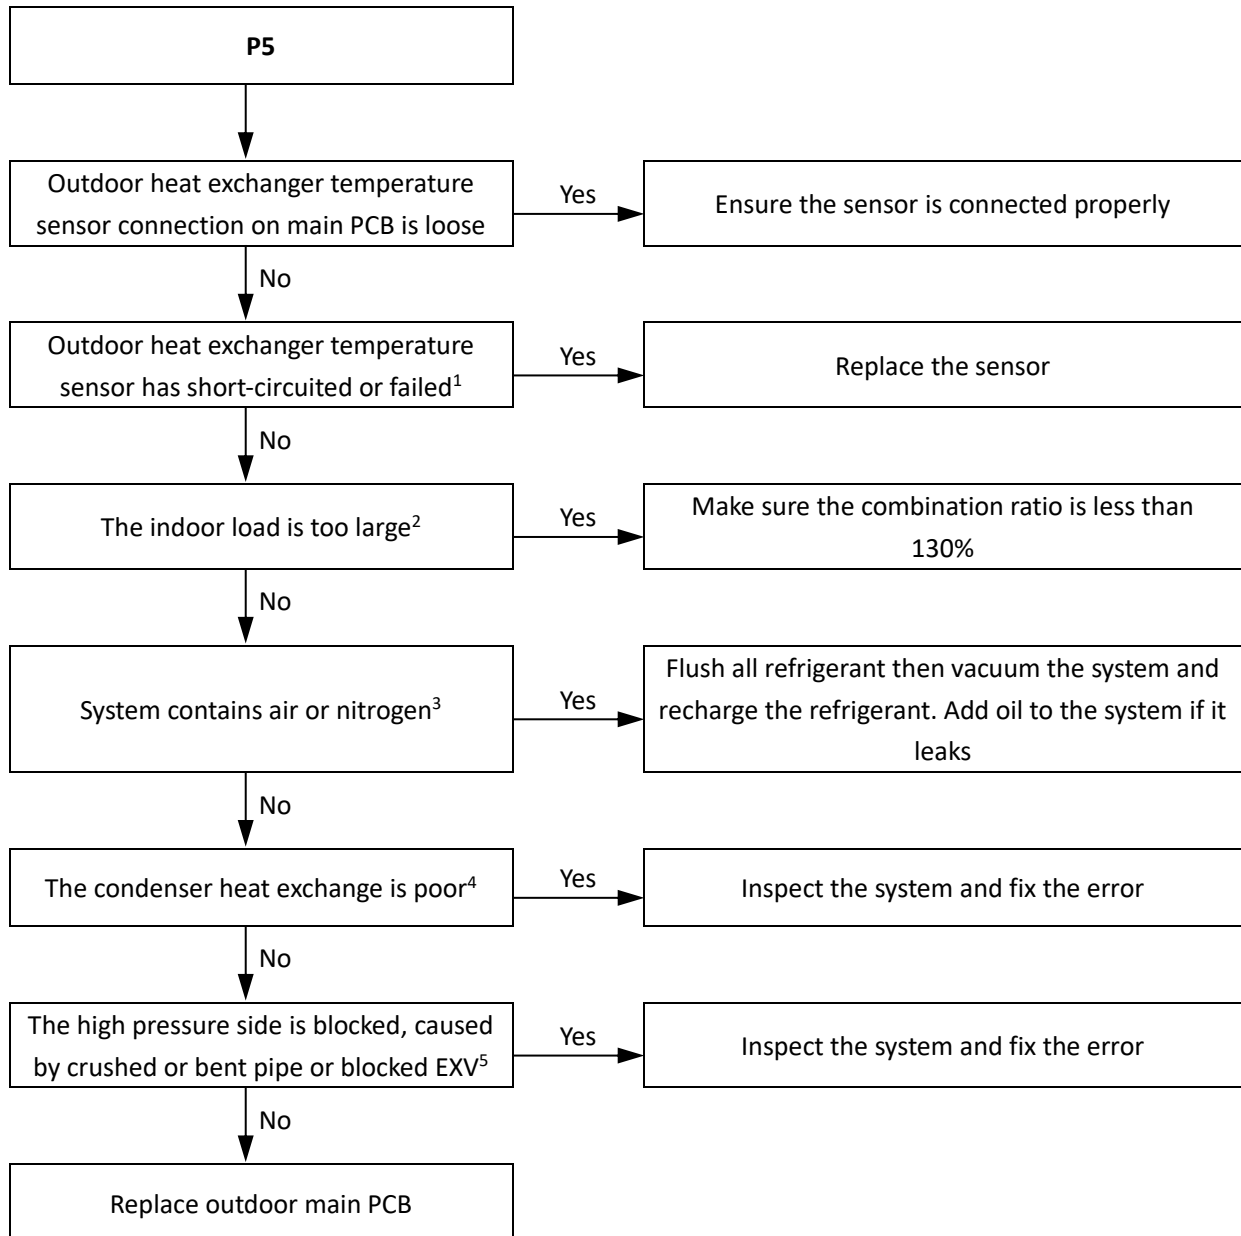 P5
Outdoor heat exchanger temperature
sensor connection on main PCB is loose
Yes
Ensure the sensor is connected properly
No
Outdoor heat exchanger temperature
sensor has short-circuited or failed1
Yes
Replace the sensor
No
The indoor load is too large2
Yes
Make sure the combination ratio is less than
130%
No
System contains air or nitrogen3
Yes
Flush all refrigerant then vacuum the system and
recharge the refrigerant. Add oil to the system if it
leaks
No
The condenser heat exchange is poor4
Yes
Inspect the system and fix the error
No
The high pressure side is blocked, caused
by crushed or bent pipe or blocked EXV5
Yes
Inspect the system and fix the error
No
Replace outdoor main PCB